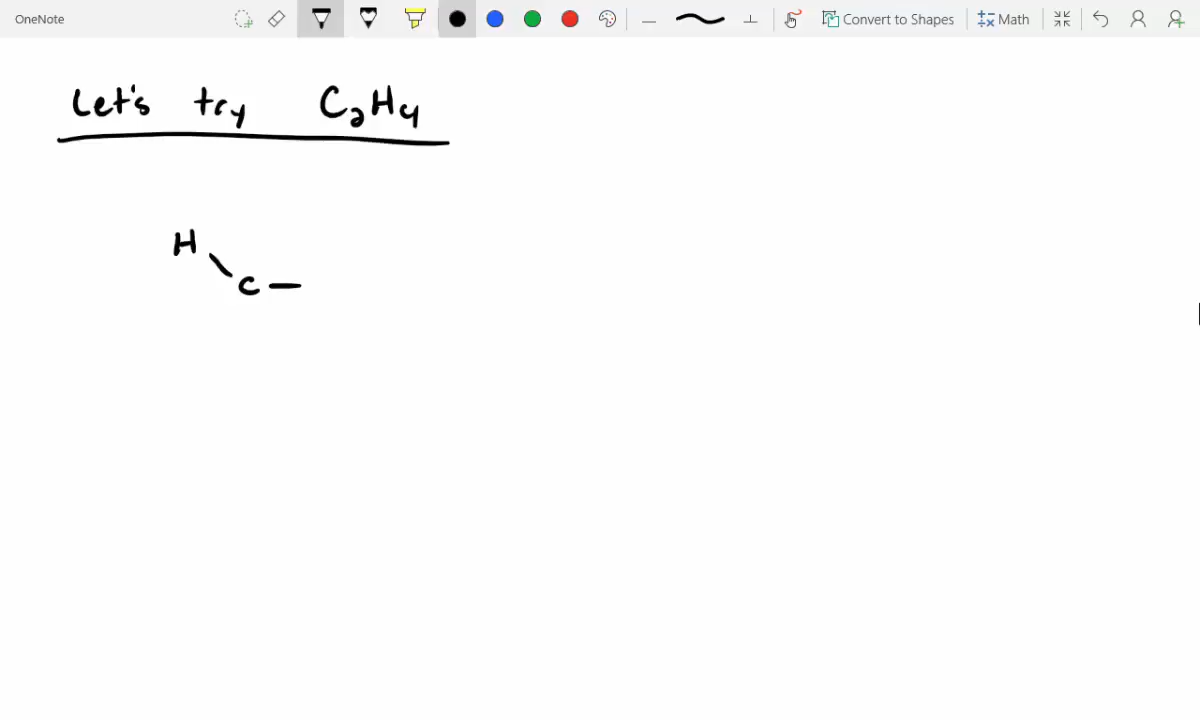 OneNote Convert to Shapes Math
Let's try C₂H₄
H
C